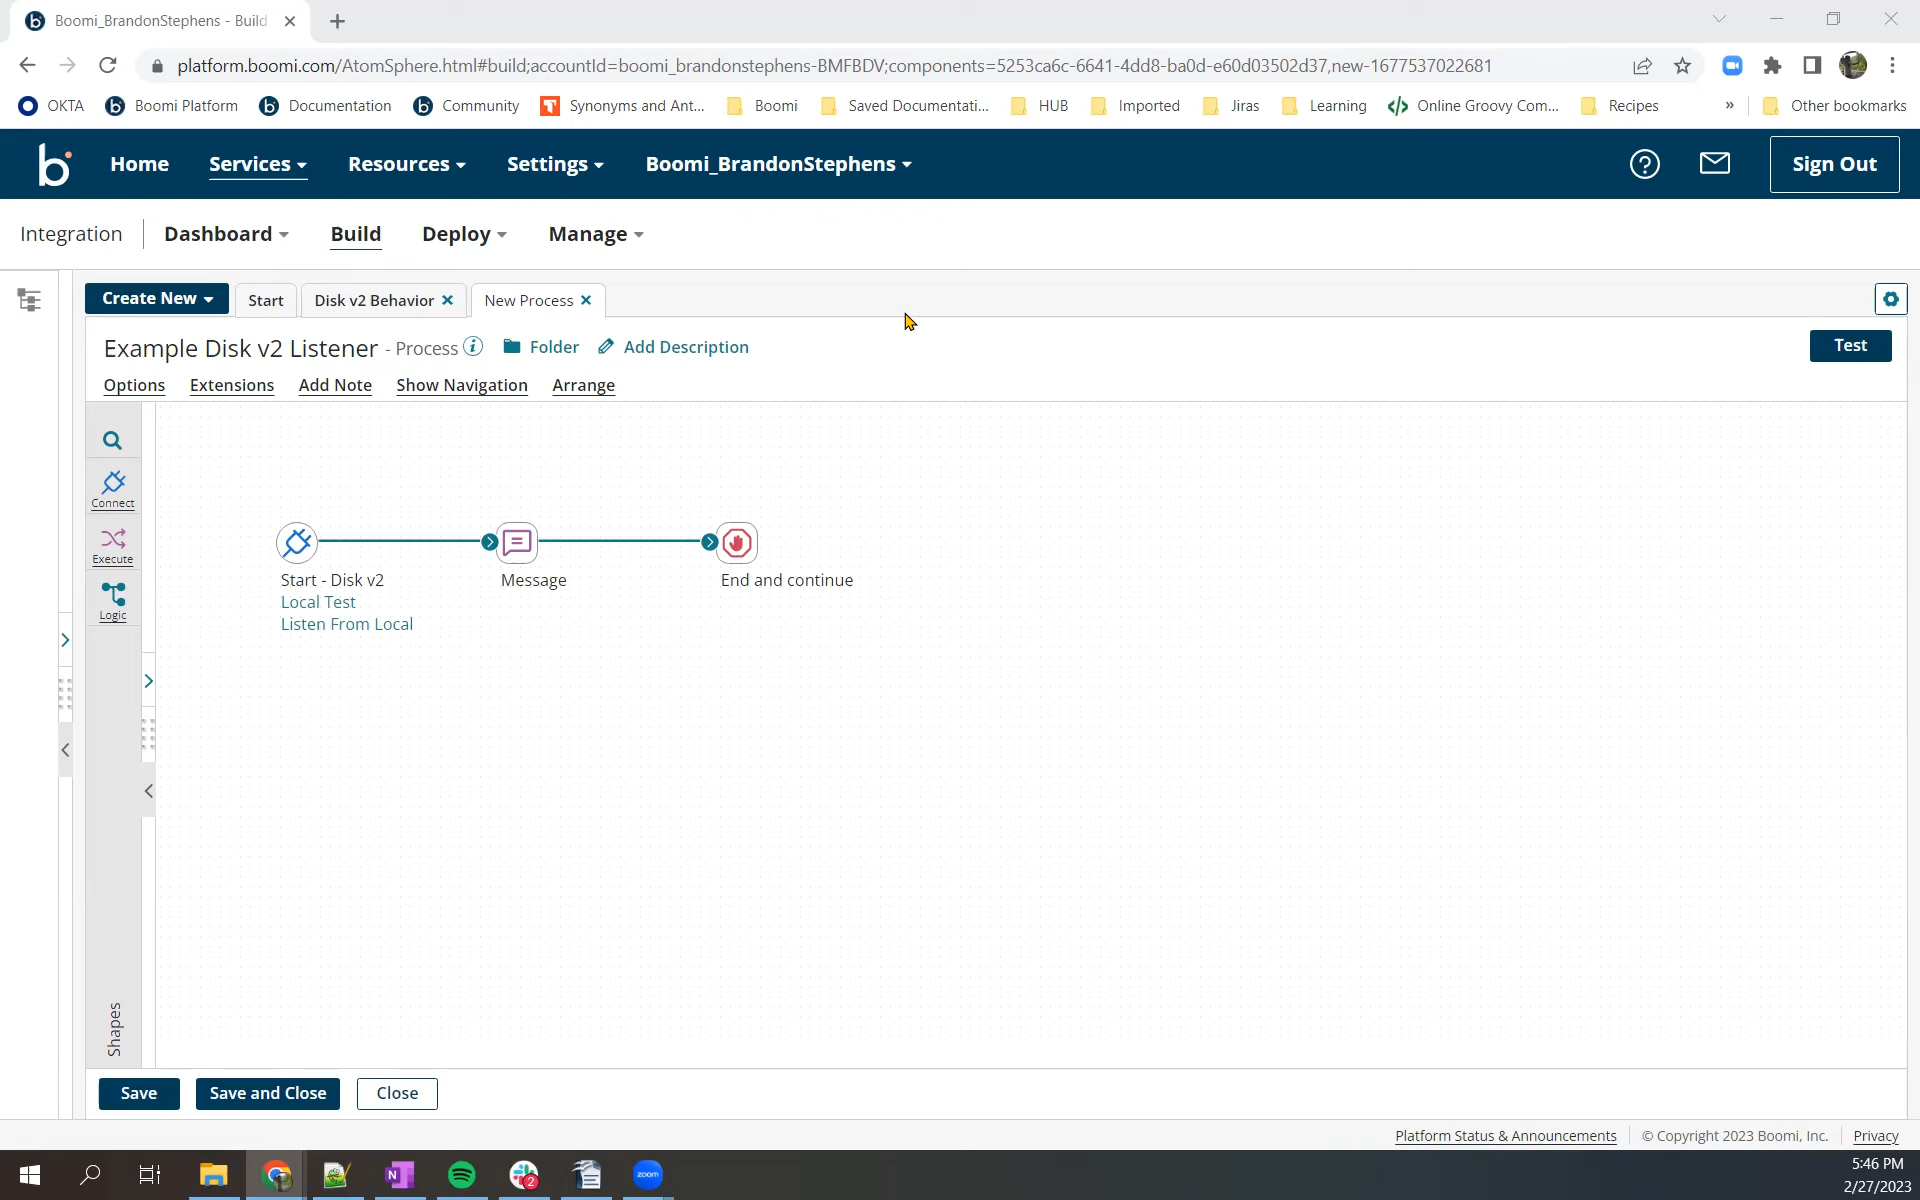 Boomi_BrandonStephens - Build
platform.boomi.com/AtomSphere.html#build;accountId=boomi_brandonstephens-BMFBDV;components=5253ca6c-6641-4dd8-ba0d-e60d03502d37,new-1677537022681
OKTA Boomi Platform Documentation Community Synonyms and Ant... Boomi Saved Documentati... HUB Imported Jiras Learning Online Groovy Com... Recipes » Other bookmarks
b Home Services Resources Settings Boomi_BrandonStephens Sign Out
Integration Dashboard Build Deploy Manage
Create New Start Disk v2 Behavior New Process
Example Disk v2 Listener - Process Folder Add Description Test
Options Extensions Add Note Show Navigation Arrange
Connect
Execute
Logic
Start - Disk v2
Local Test
Listen From Local
Message
End and continue
Shapes
Save Save and Close Close
Platform Status & Announcements © Copyright 2023 Boomi, Inc. Privacy
N 2 zoom
5:46 PM
2/27/2023